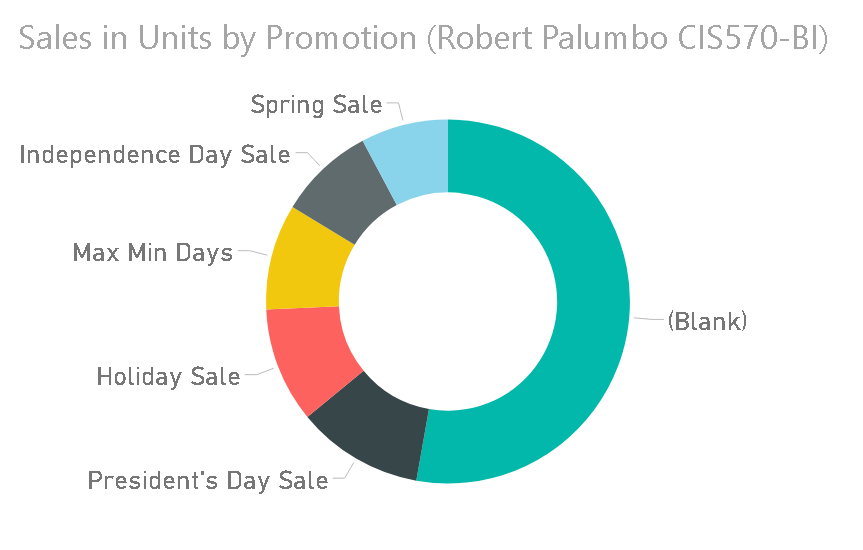 Sales in Units by Promotion (Robert Palumbo CIS570-BI)
Spring Sale
Independence Day Sale
Max Min Days
(Blank)
Holiday Sale
President's Day Sale